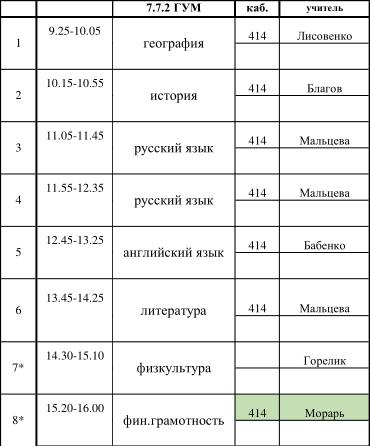 7.7.2 ГУМ каб. учитель
1 9.25-10.05 география 414 Лисовенко
2 10.15-10.55 история 414 Благов
3 11.05-11.45 русский язык 414 Мальцева
4 11.55-12.35 русский язык 414 Мальцева
5 12.45-13.25 английский язык 414 Бабенко
6 13.45-14.25 литература 414 Мальцева
7* 14.30-15.10 физкультура Горелик
8* 15.20-16.00 фин.грамотность 414 Морарь